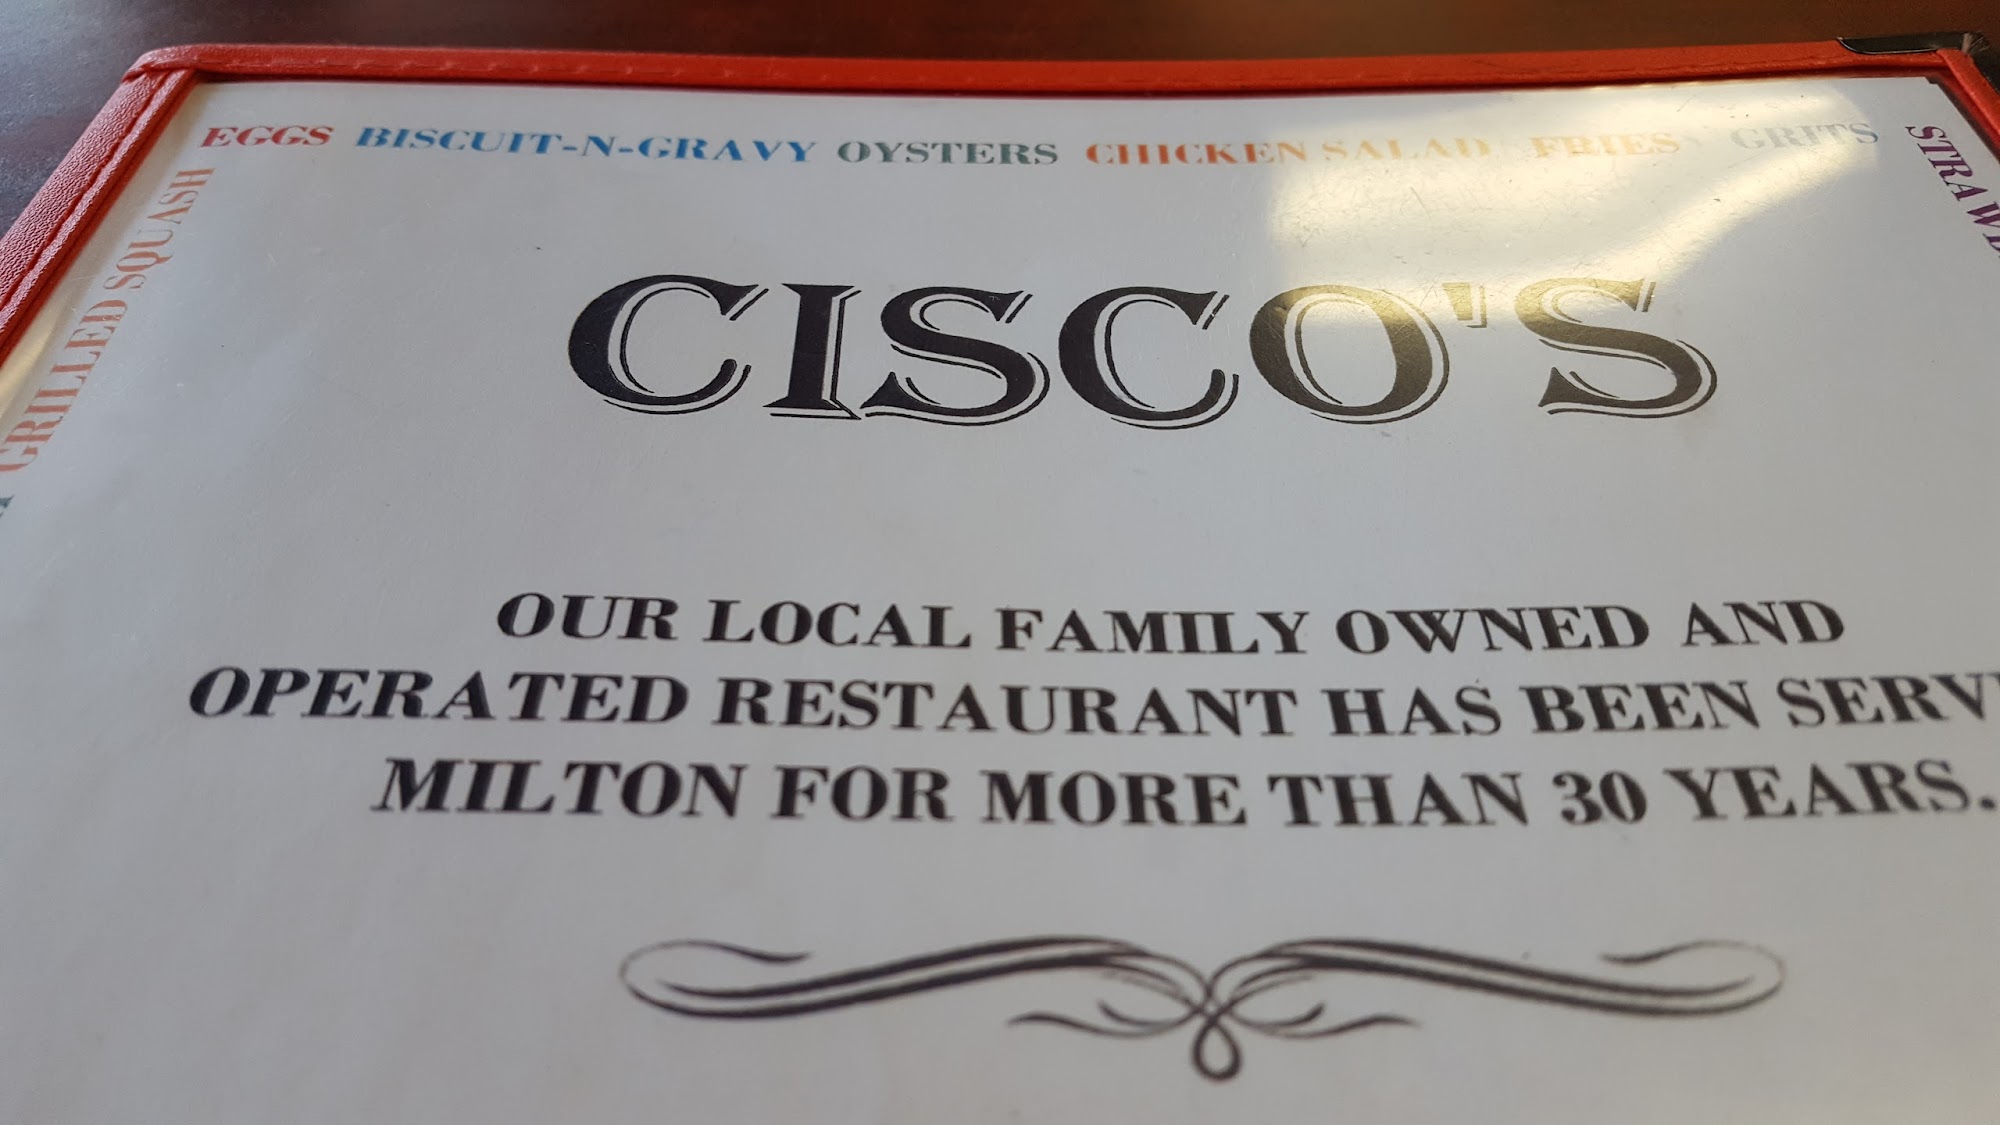 EGGS BISCUIT-N-GRAVY OYSTERS CHICKEN SALAD FRIES GRITS
GRILLED SQUASH
CISCO'S
OUR LOCAL FAMILY OWNED AND
OPERATED RESTAURANT HAS BEEN
MILTON FOR MORE THAN 30 YEARS.